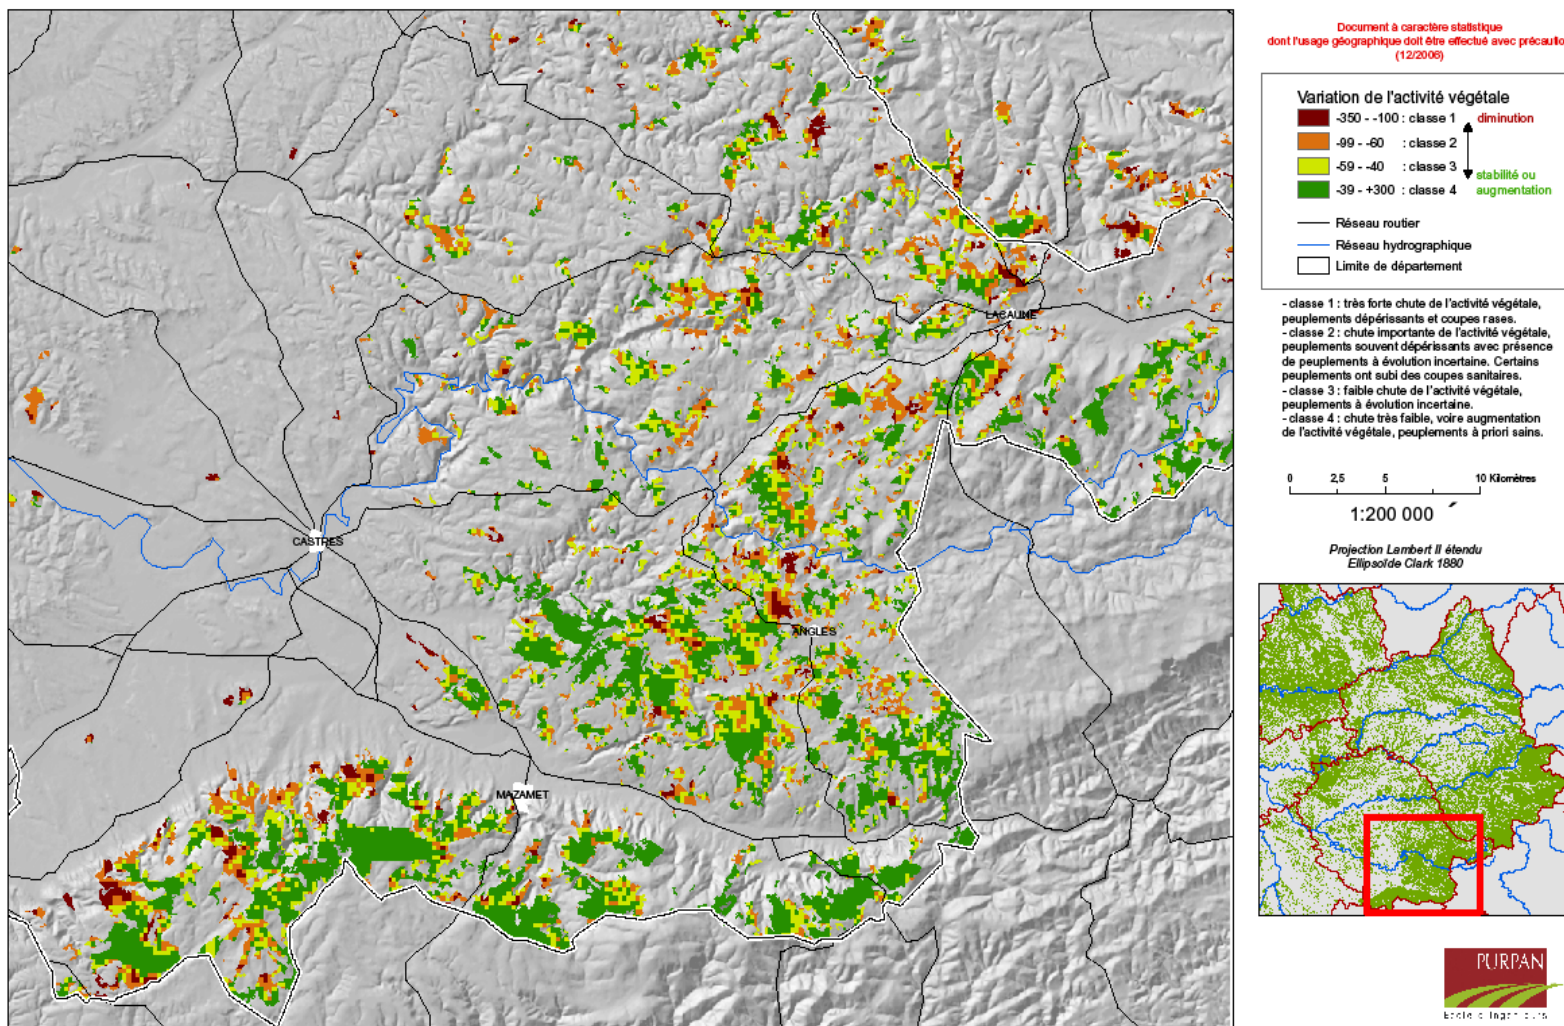 Document à caractère statistique
dont l'usage géographique doit être effectué avec précautio
(12/2006)
Variation de l'activité végétale
-350 - -100 : classe 1
diminution
-99 - -60 : classe 2
-59 - -40 : classe 3
stabilité ou
augmentation
-39 - +300 : classe 4
Réseau routier
Réseau hydrographique
Limite de département
- classe 1 : très forte chute de l'activité végétale,
peuplements dépérissants et coupes rases.
- classe 2 : chute importante de l'activité végétale,
peuplements souvent dépérissants avec présence
de peuplements à évolution incertaine. Certains
peuplements ont subi des coupes sanitaires.
- classe 3 : faible chute de l'activité végétale,
peuplements à évolution incertaine.
- classe 4 : chute très faible, voire augmentation
de l'activité végétale, peuplements à priori sains.
0 2,5 5 10 Kilomètres
1:200 000
Projection Lambert II étendu
Ellipsoïde Clark 1880
LACAUNE
CASTRES
ANGLES
MAZAMET
PURPAN
Ecole d'Ingénieurs